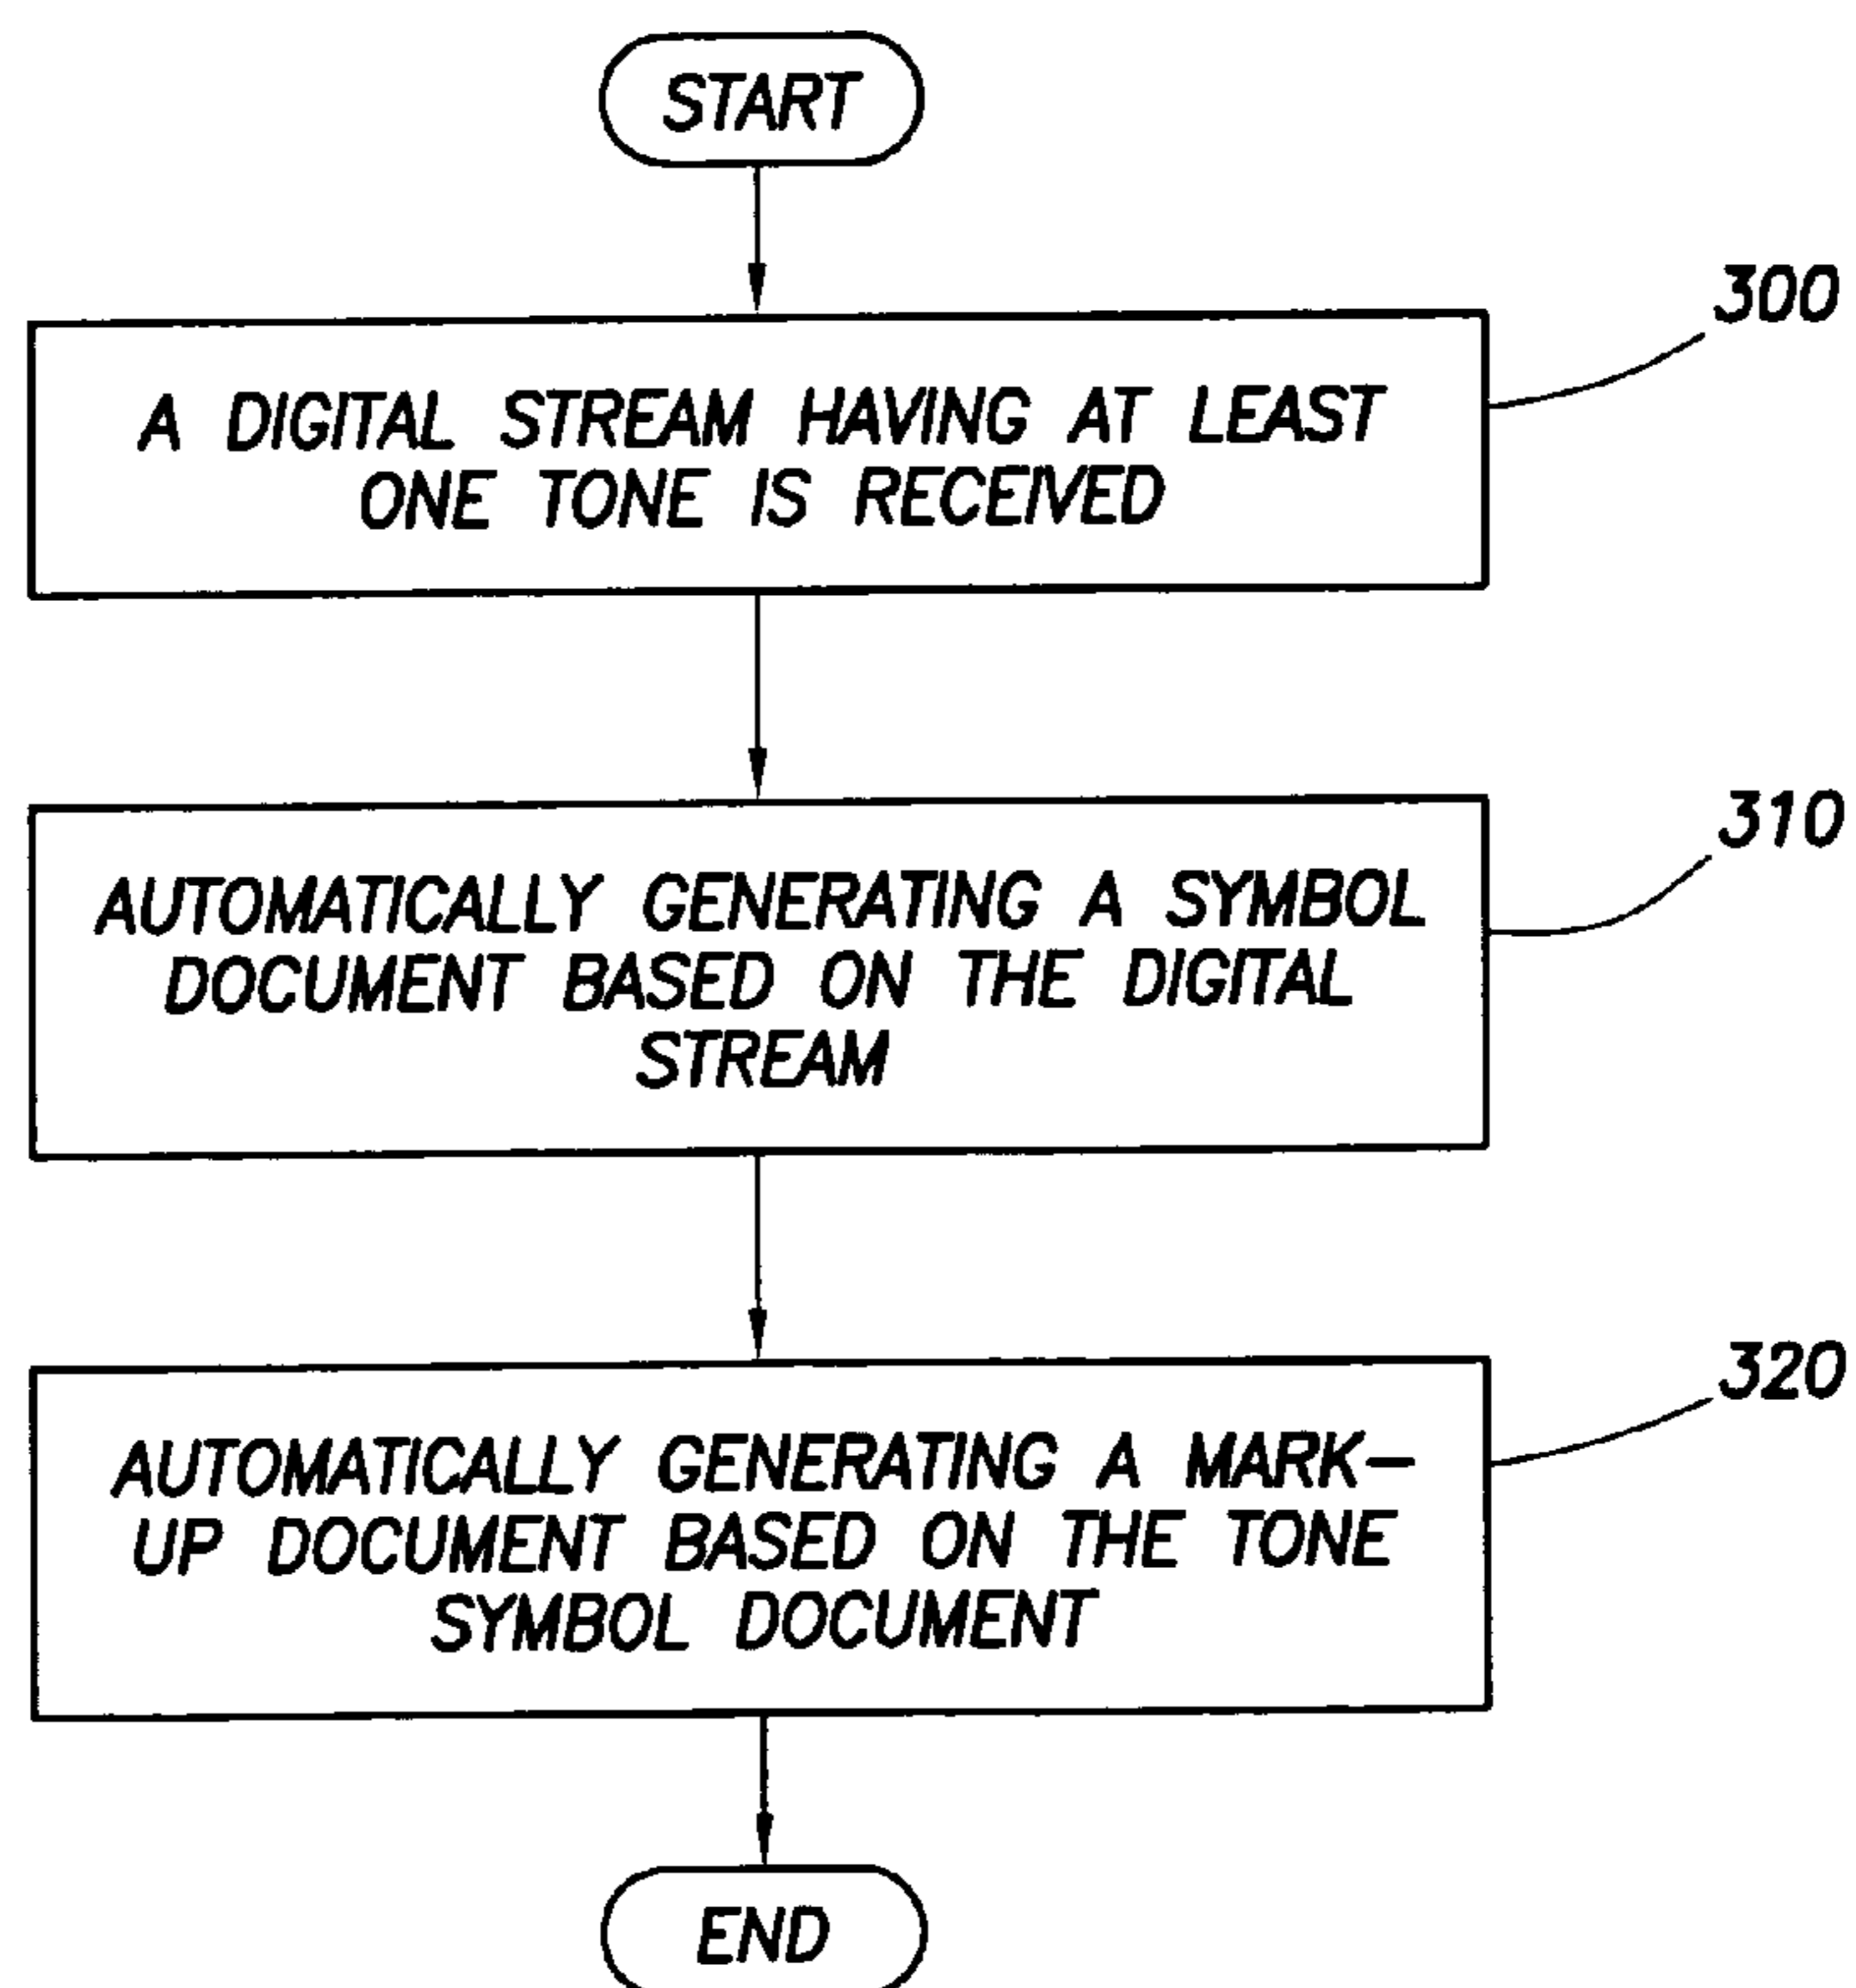 START
300
A DIGITAL STREAM HAVING AT LEAST
ONE TONE IS RECEIVED
310
AUTOMATICALLY GENERATING A SYMBOL
DOCUMENT BASED ON THE DIGITAL
STREAM
320
AUTOMATICALLY GENERATING A MARK-
UP DOCUMENT BASED ON THE TONE
SYMBOL DOCUMENT
END